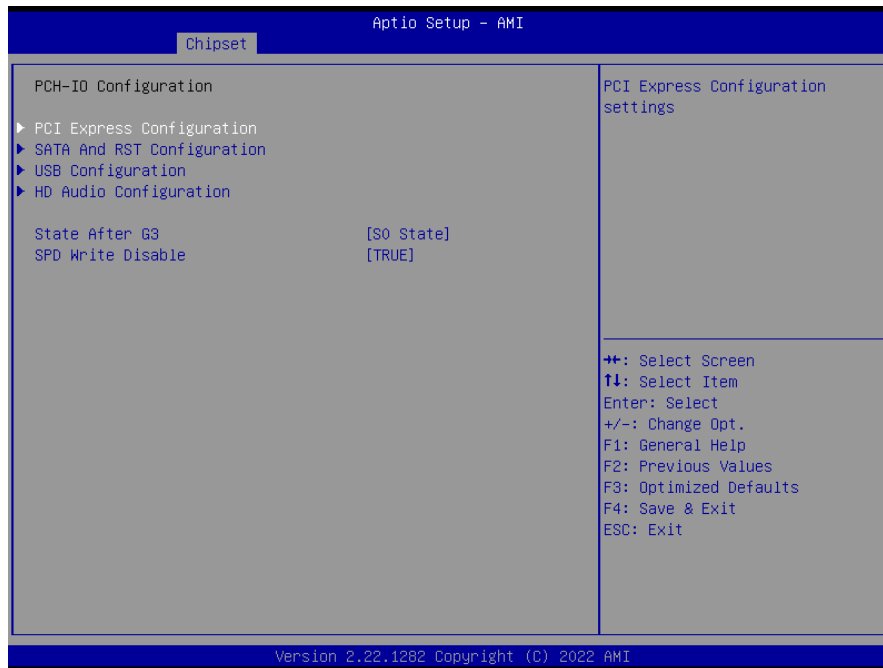 Aptio Setup - AMI
Chipset
PCH-IO Configuration
▶ PCI Express Configuration
▶ SATA And RST Configuration
▶ USB Configuration
▶ HD Audio Configuration
State After G3 [S0 State]
SPD Write Disable [TRUE]
PCI Express Configuration
settings
→←: Select Screen
↑↓: Select Item
Enter: Select
+/-: Change Opt.
F1: General Help
F2: Previous Values
F3: Optimized Defaults
F4: Save & Exit
ESC: Exit
Version 2.22.1282 Copyright (C) 2022 AMI